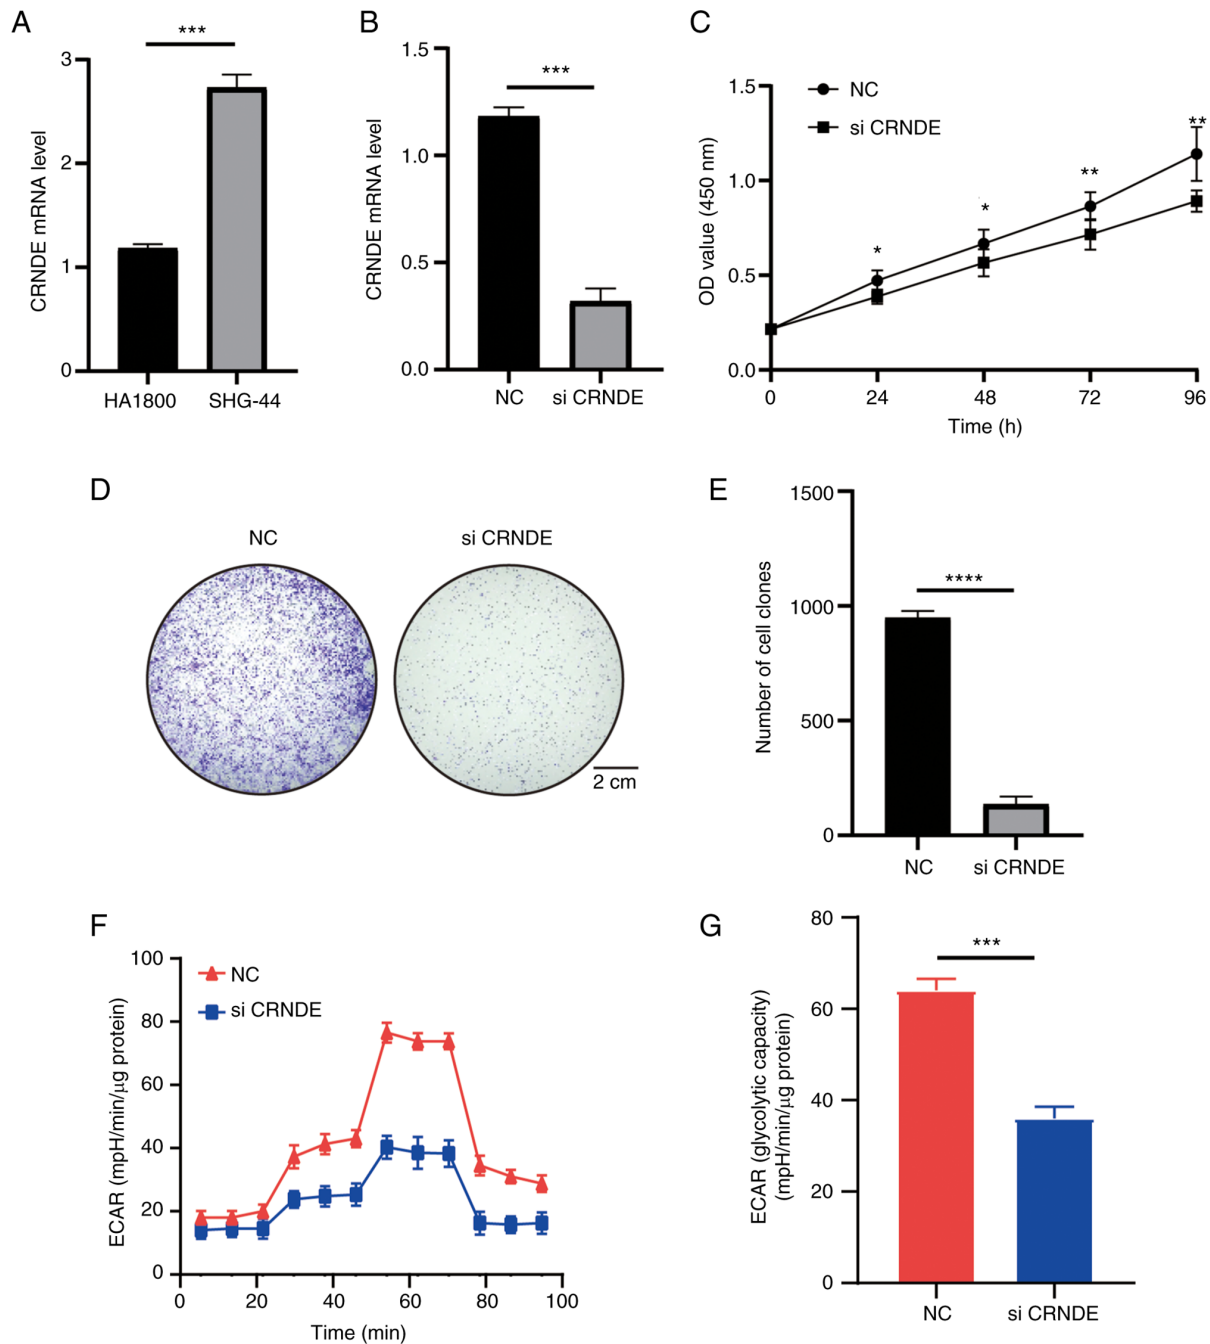 A
***
CRNDE mRNA level
3
2
1
0
HA1800
SHG-44
B
***
CRNDE mRNA level
1.5
1.0
0.5
0.0
NC
si CRNDE
C
NC
si CRNDE
OD value (450 nm)
1.5
1.0
0.5
0.0
*
*
**
**
0
24
48
72
96
Time (h)
D
NC
si CRNDE
2 cm
E
****
Number of cell clones
1500
1000
500
0
NC
si CRNDE
F
NC
si CRNDE
ECAR (mpH/min/μg protein)
100
80
60
40
20
0
0
20
40
60
80
100
Time (min)
G
***
ECAR (glycolytic capacity)
(mpH/min/μg protein)
80
60
40
20
0
NC
si CRNDE